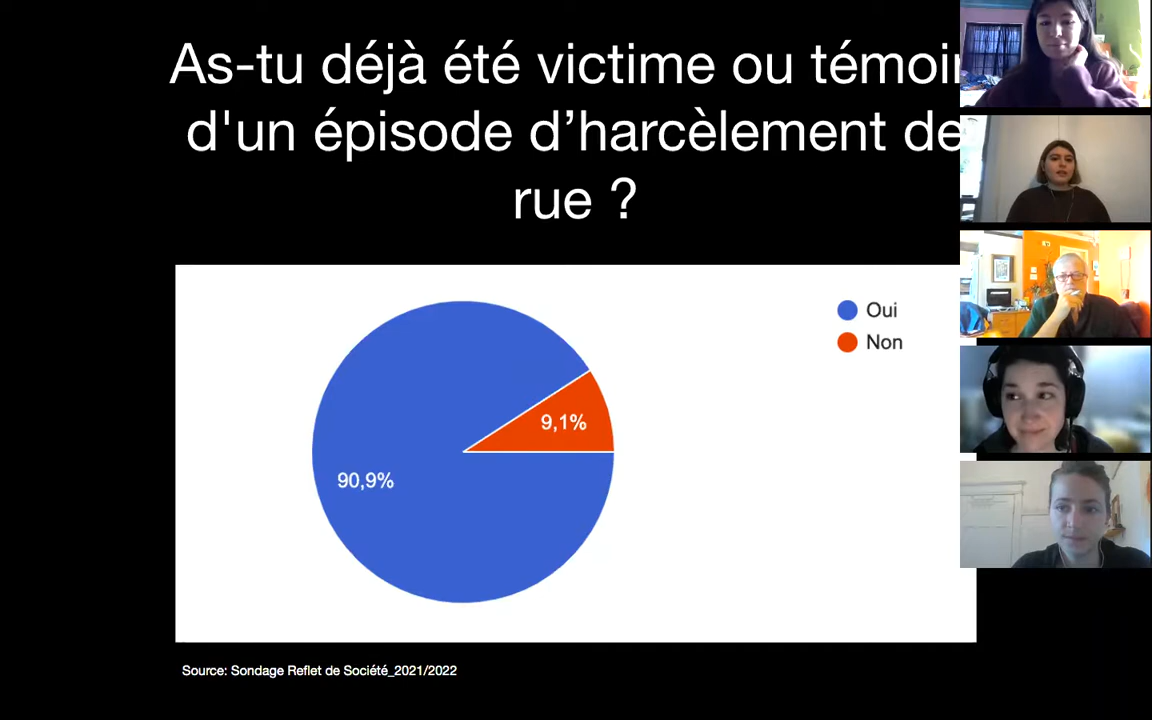 As-tu déjà été victime ou témoin
d'un épisode d’harcèlement de
rue ?
Oui
Non
9,1%
90,9%
Source: Sondage Reflet de Société_2021/2022